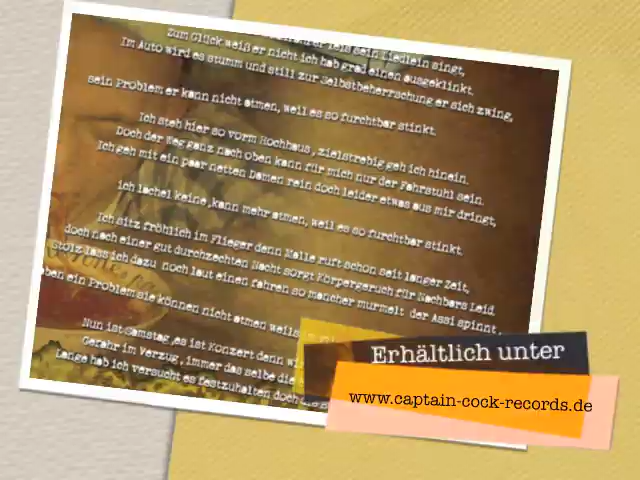 sein Liedlein singt,
Zum Glück weiß er nicht ich hab grad einen ausgeklinkt.
Im Auto wird es stumm und still zur Selbstbeherrschung er sich zwing,
sein Problem er kann nicht atmen, weil es so furchtbar stinkt.
Ich steh hier so vorm Hochhaus, zielstrebig geh ich hinein.
Doch der Weg ganz nach oben kann für mich nur der Fahrstuhl sein.
Ich geh mit ein paar netten Damen rein doch leider etwas aus mir dringt,
ich lächel keine ,kann mehr atmen, weil es so furchtbar stinkt.
Ich sitz fröhlich im Flieger denn Malle ruft schon seit langer Zeit,
doch nach einer gut durchzechten Nacht sorgt Körpergeruch für Nachbars Leid
Stolz lass ich dazu noch laut einen fahren so mancher murmelt der Assi spinnt,
ben ein Problem sie können nicht atmen weils
Nun ist Samstag,es ist Konzert denn
Gefahr im Verzug, immer das selbe die
Lange hab ich versucht es festzuhalten doch
Erhältlich unter
www.captain-cock-records.de